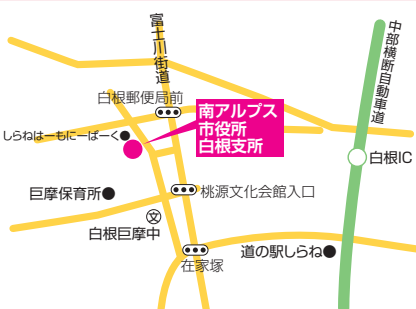 富士川街道
中部横断自動車道
白根郵便局前
南アルプス
市役所
白根支所
しらねはーもにーぱーく
白根IC
巨摩保育所
桃源文化会館入口
文
白根巨摩中
道の駅しらね
在家塚